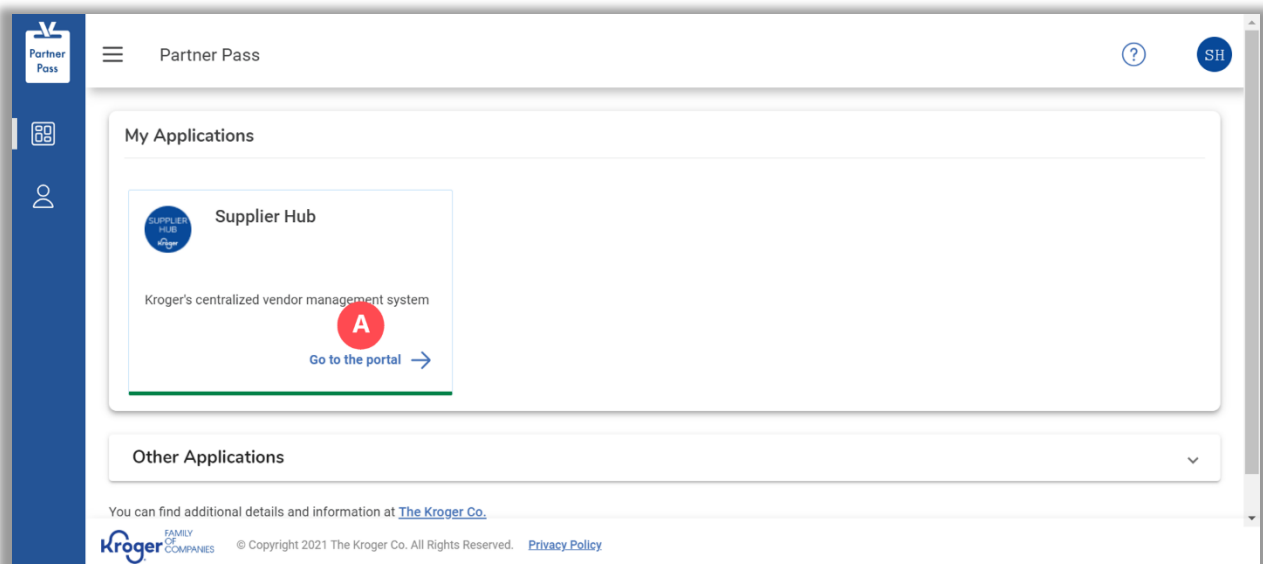 Partner
Pass
Partner Pass
?
SH
My Applications
SUPPLIER
HUB
Kroger
Supplier Hub
Kroger's centralized vendor management system
A
Go to the portal
Other Applications
You can find additional details and information at The Kroger Co.
Kroger FAMILY OF COMPANIES
© Copyright 2021 The Kroger Co. All Rights Reserved. Privacy Policy